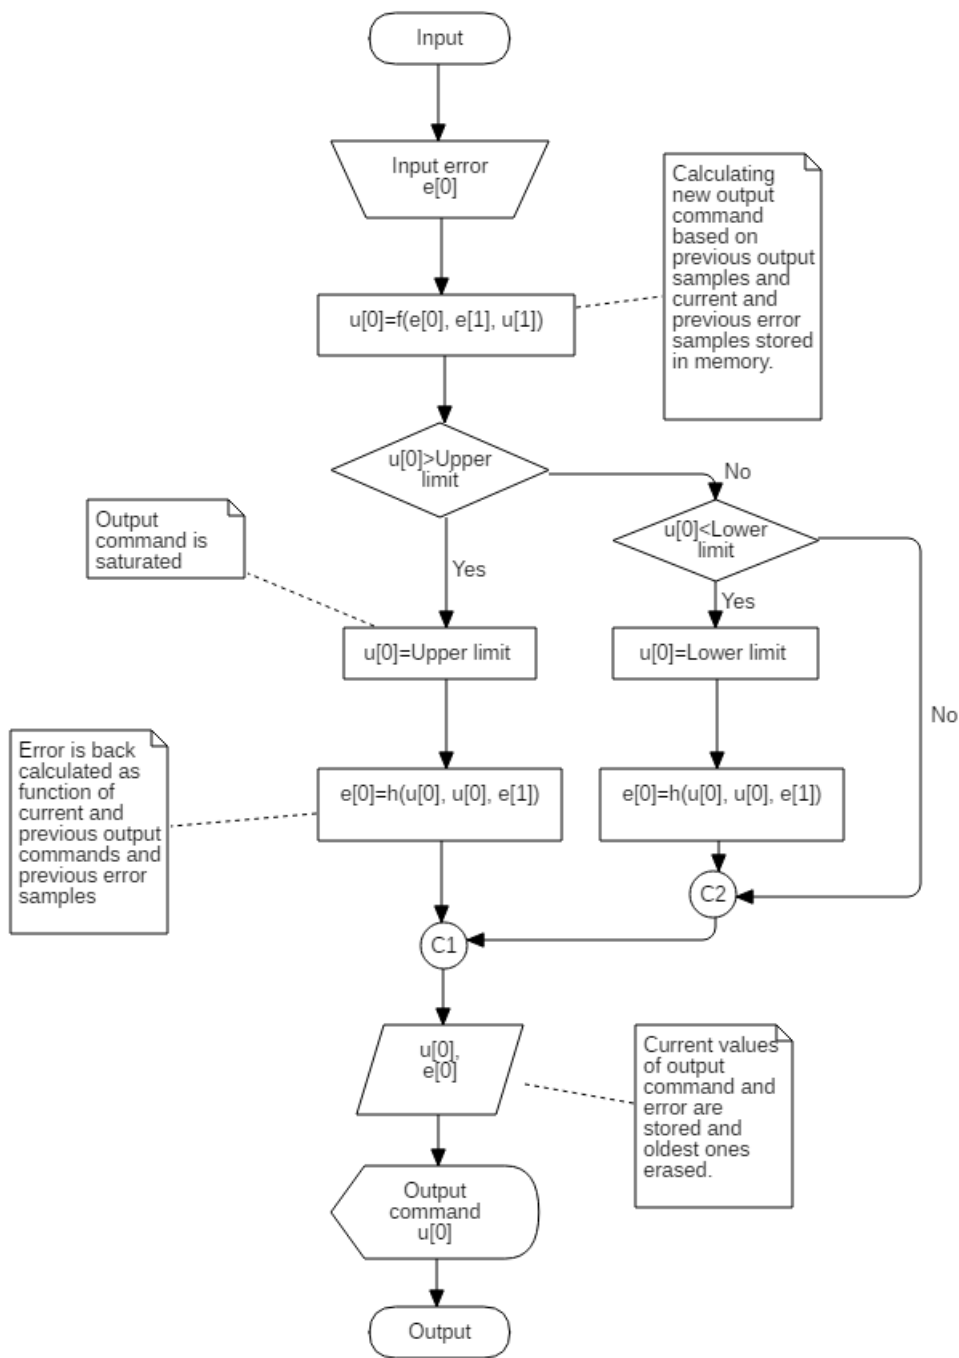 Input
Input error
e[0]
Calculating
new output
command
based on
previous output
samples and
current and
previous error
samples stored
in memory.
u[0]=f(e[0], e[1], u[1])
u[0]>Upper
limit
No
u[0]<Lower
limit
Output
command is
saturated
Yes
Yes
u[0]=Upper limit
u[0]=Lower limit
No
Error is back
calculated as
function of
current and
previous output
commands and
previous error
samples
e[0]=h(u[0], u[0], e[1])
e[0]=h(u[0], u[0], e[1])
C2
C1
u[0],
e[0]
Current values
of output
command and
error are
stored and
oldest ones
erased.
Output
command
u[0]
Output